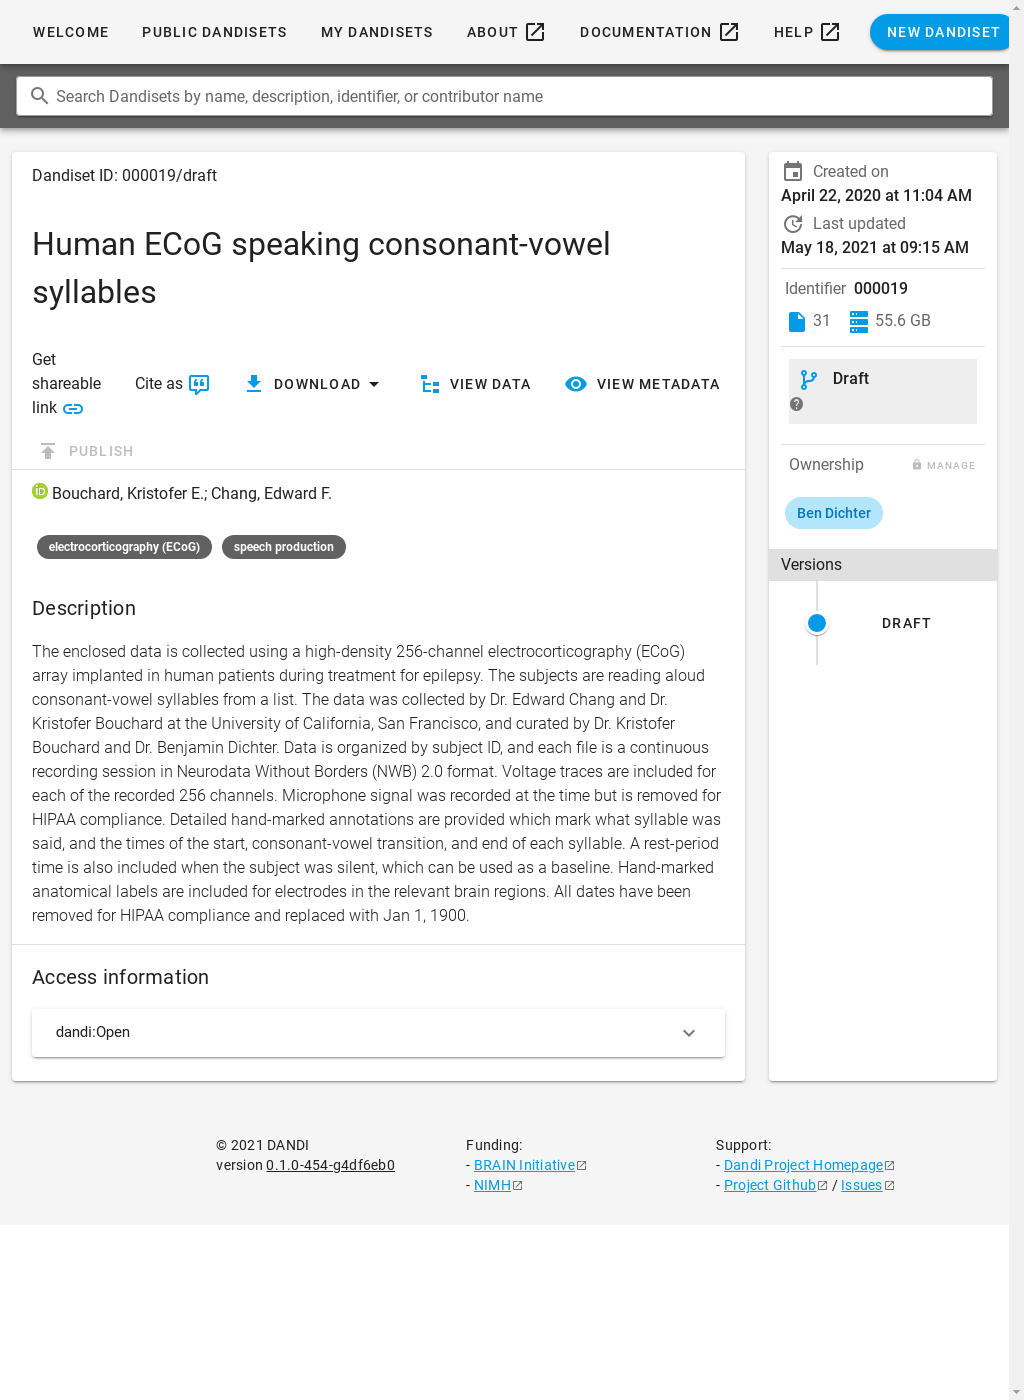 WELCOME PUBLIC DANDISETS MY DANDISETS ABOUT DOCUMENTATION HELP NEW DANDISET
Search Dandisets by name, description, identifier, or contributor name
Dandiset ID: 000019/draft
Human ECoG speaking consonant-vowel
syllables
Get
shareable
link
Cite as
DOWNLOAD
VIEW DATA
VIEW METADATA
PUBLISH
Bouchard, Kristofer E.; Chang, Edward F.
electrocorticography (ECoG) speech production
Description
The enclosed data is collected using a high-density 256-channel electrocorticography (ECoG)
array implanted in human patients during treatment for epilepsy. The subjects are reading aloud
consonant-vowel syllables from a list. The data was collected by Dr. Edward Chang and Dr.
Kristofer Bouchard at the University of California, San Francisco, and curated by Dr. Kristofer
Bouchard and Dr. Benjamin Dichter. Data is organized by subject ID, and each file is a continuous
recording session in Neurodata Without Borders (NWB) 2.0 format. Voltage traces are included for
each of the recorded 256 channels. Microphone signal was recorded at the time but is removed for
HIPAA compliance. Detailed hand-marked annotations are provided which mark what syllable was
said, and the times of the start, consonant-vowel transition, and end of each syllable. A rest-period
time is also included when the subject was silent, which can be used as a baseline. Hand-marked
anatomical labels are included for electrodes in the relevant brain regions. All dates have been
removed for HIPAA compliance and replaced with Jan 1, 1900.
Access information
dandi:Open
Created on
April 22, 2020 at 11:04 AM
Last updated
May 18, 2021 at 09:15 AM
Identifier 000019
31 55.6 GB
Draft
Ownership MANAGE
Ben Dichter
Versions
DRAFT
© 2021 DANDI
version 0.1.0-454-g4df6eb0
Funding:
- BRAIN Initiative
- NIMH
Support:
- Dandi Project Homepage
- Project Github / Issues